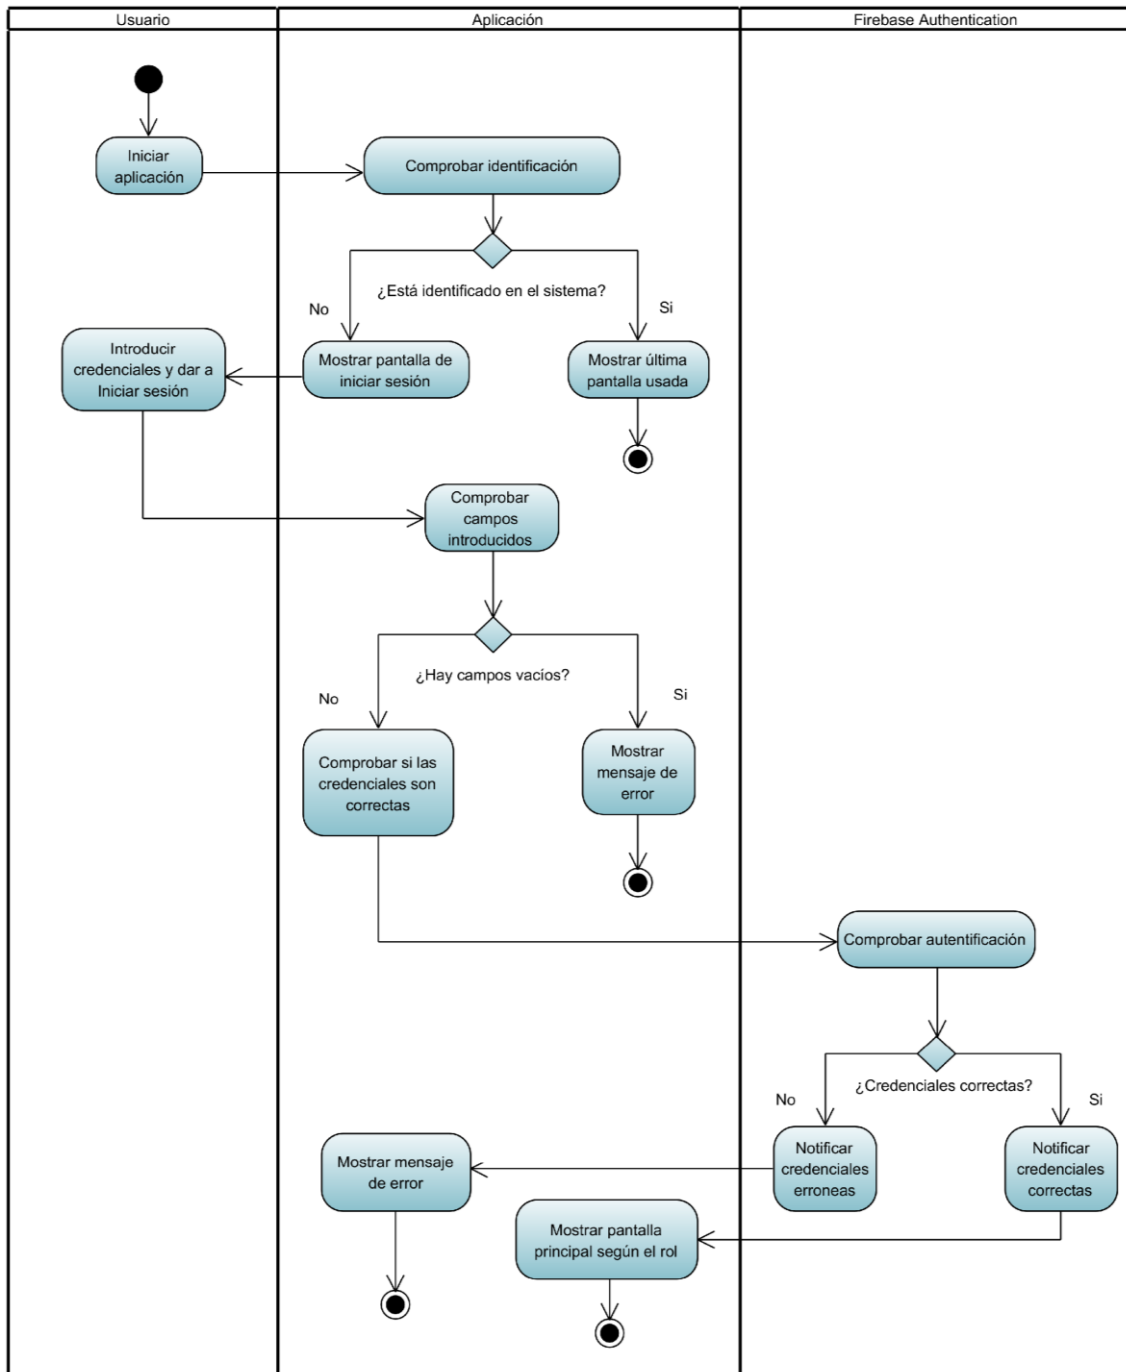 Usuario
Aplicación
Firebase Authentication
Iniciar
aplicación
Comprobar identificación
¿Está identificado en el sistema?
No
Si
Introducir
credenciales y dar a
Iniciar sesión
Mostrar pantalla de
iniciar sesión
Mostrar última
pantalla usada
Comprobar
campos
introducidos
¿Hay campos vacíos?
No
Si
Comprobar si las
credenciales son
correctas
Mostrar
mensaje de
error
Comprobar autentificación
¿Credenciales correctas?
No
Si
Mostrar mensaje
de error
Notificar
credenciales
erroneas
Notificar
credenciales
correctas
Mostrar pantalla
principal según el rol